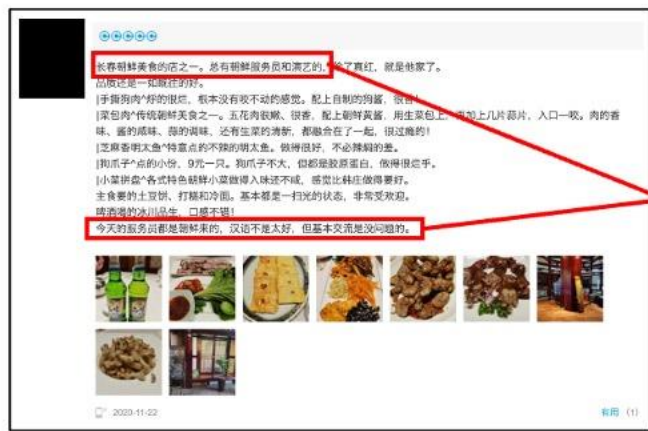 长春朝鲜美食的店之一。总有朝鲜服务员和演艺的,除了真红,就是他家了。
品质还是一如既往的好。
|手撕狗肉^炖的很烂,根本没有咬不动的感觉。配上自制的狗酱,很香!
|菜包肉^传统朝鲜美食之一。五花肉很嫩、很香,配上朝鲜黄酱,用生菜包上,再加上几片蒜片,入口一咬。肉的香
味、酱的咸味、蒜的调味,还有生菜的清新,都融合在了一起,很过瘾的!
|芝麻香明太鱼^特意点的不辣的明太鱼。做得很好,不必辣焖的差。
|狗爪子^点的小份,9元一只。狗爪子不大,但都是胶原蛋白,做得很烂乎。
|小菜拼盘^各式特色朝鲜小菜做得入味还不咸,感觉比韩庄做得要好。
主食要的土豆饼、打糕和冷面。基本都是一扫光的状态,非常受欢迎。
啤酒喝的冰川品生,口感不错!
今天的服务员都是朝鲜来的,汉语不是太好,但基本交流是没问题的。
2020-11-22
有用 (1)